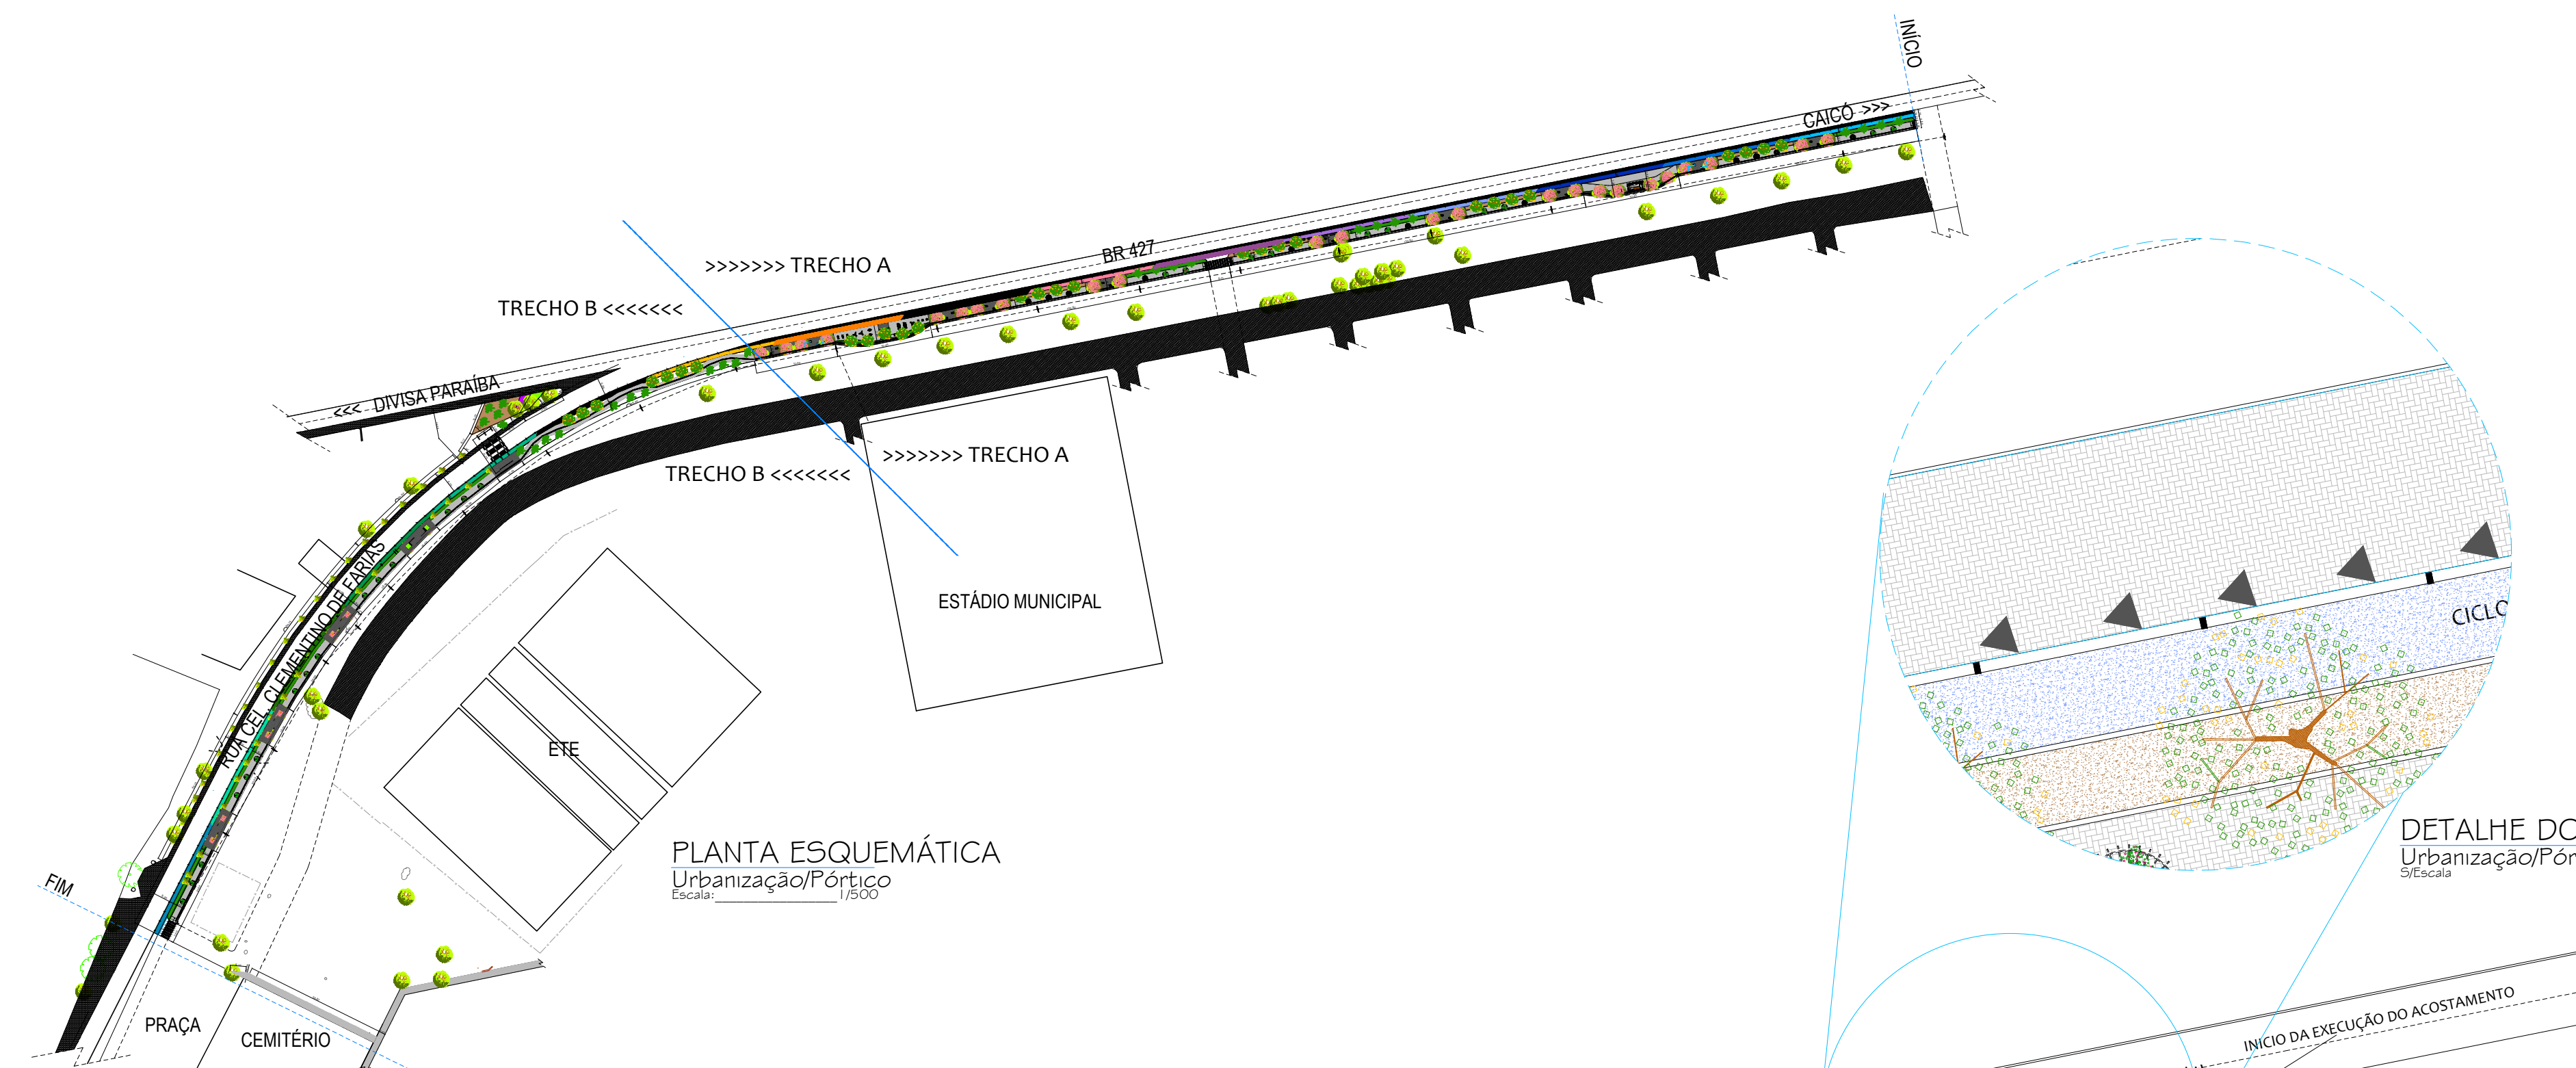 INÍCIO
CAICÓ >>>
BR 427
>>>>>>> TRECHO A
TRECHO B <<<<<<<
<<< DIVISA PARAÍBA
>>>>>>> TRECHO A
TRECHO B <<<<<<<
RUA CEL. CLEMENTINO DE FARIAS
ESTÁDIO MUNICIPAL
CICLO
ETE
PLANTA ESQUEMÁTICA
Urbanização/Pórtico
Escala:__________________1/500
DETALHE DO
Urbanização/Pór
S/Escala
FIM
PRAÇA
CEMITÉRIO
INICIO DA EXECUÇÃO DO ACOSTAMENTO